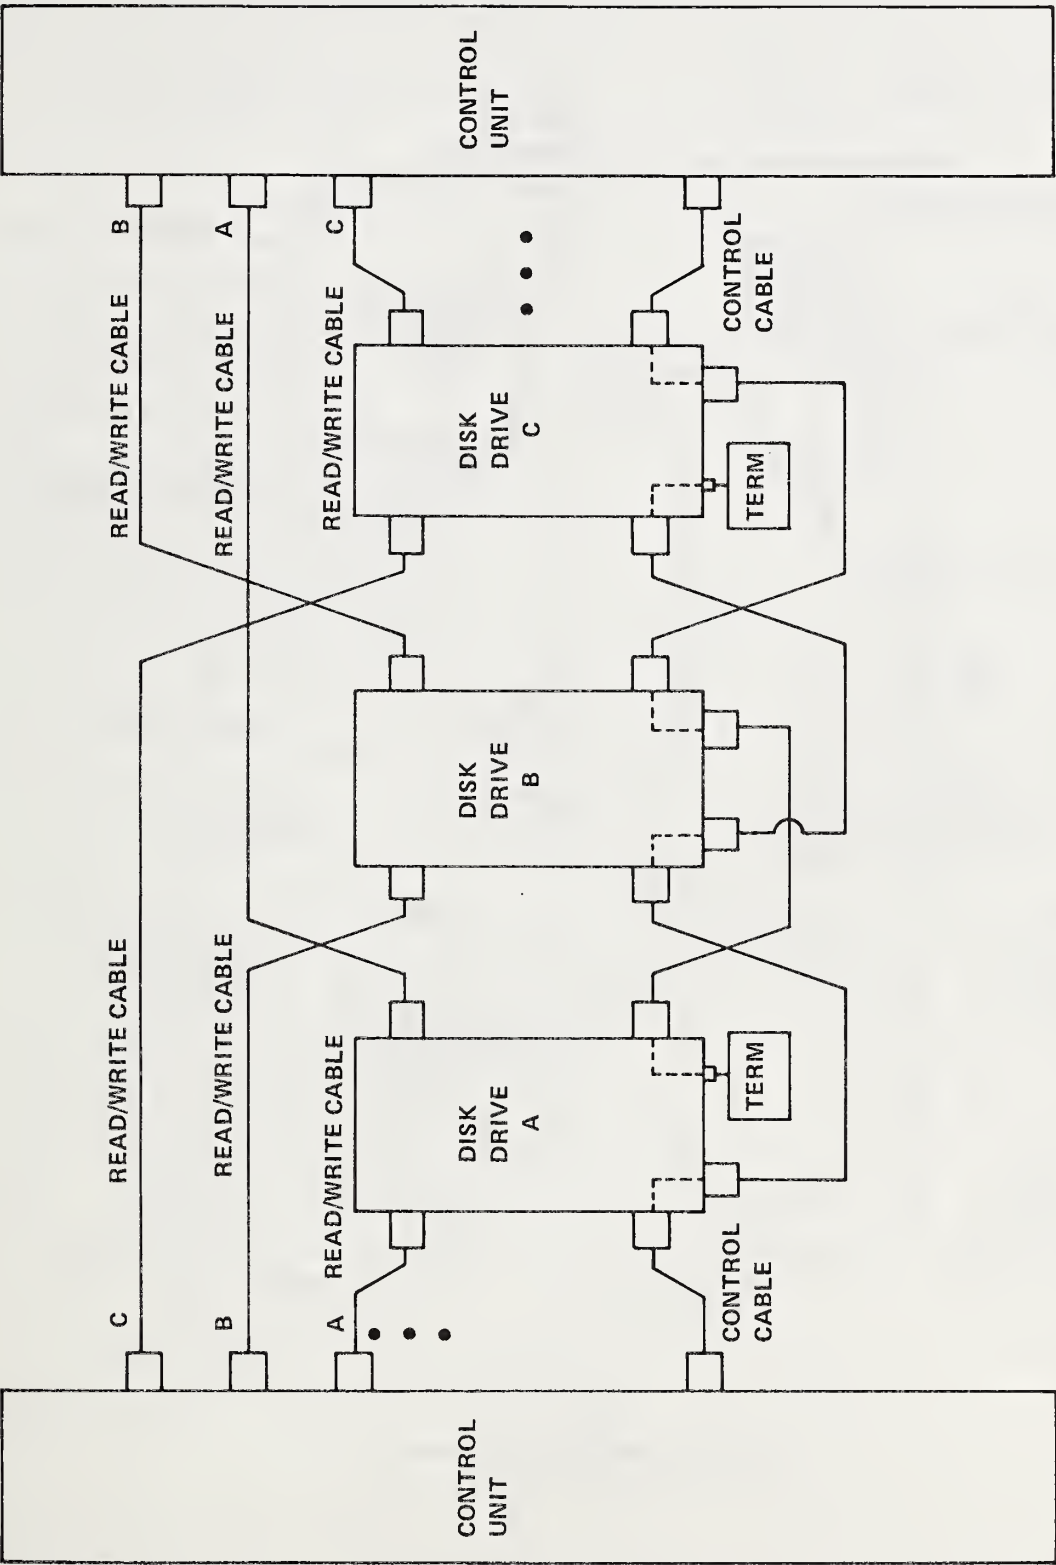 C READ/WRITE CABLE
READ/WRITE CABLE B
B READ/WRITE CABLE
READ/WRITE CABLE A
A READ/WRITE CABLE
READ/WRITE CABLE C
CONTROL
UNIT
DISK
DRIVE
A
DISK
DRIVE
B
DISK
DRIVE
C
CONTROL
UNIT
CONTROL
CABLE
TERM
TERM
CONTROL
CABLE